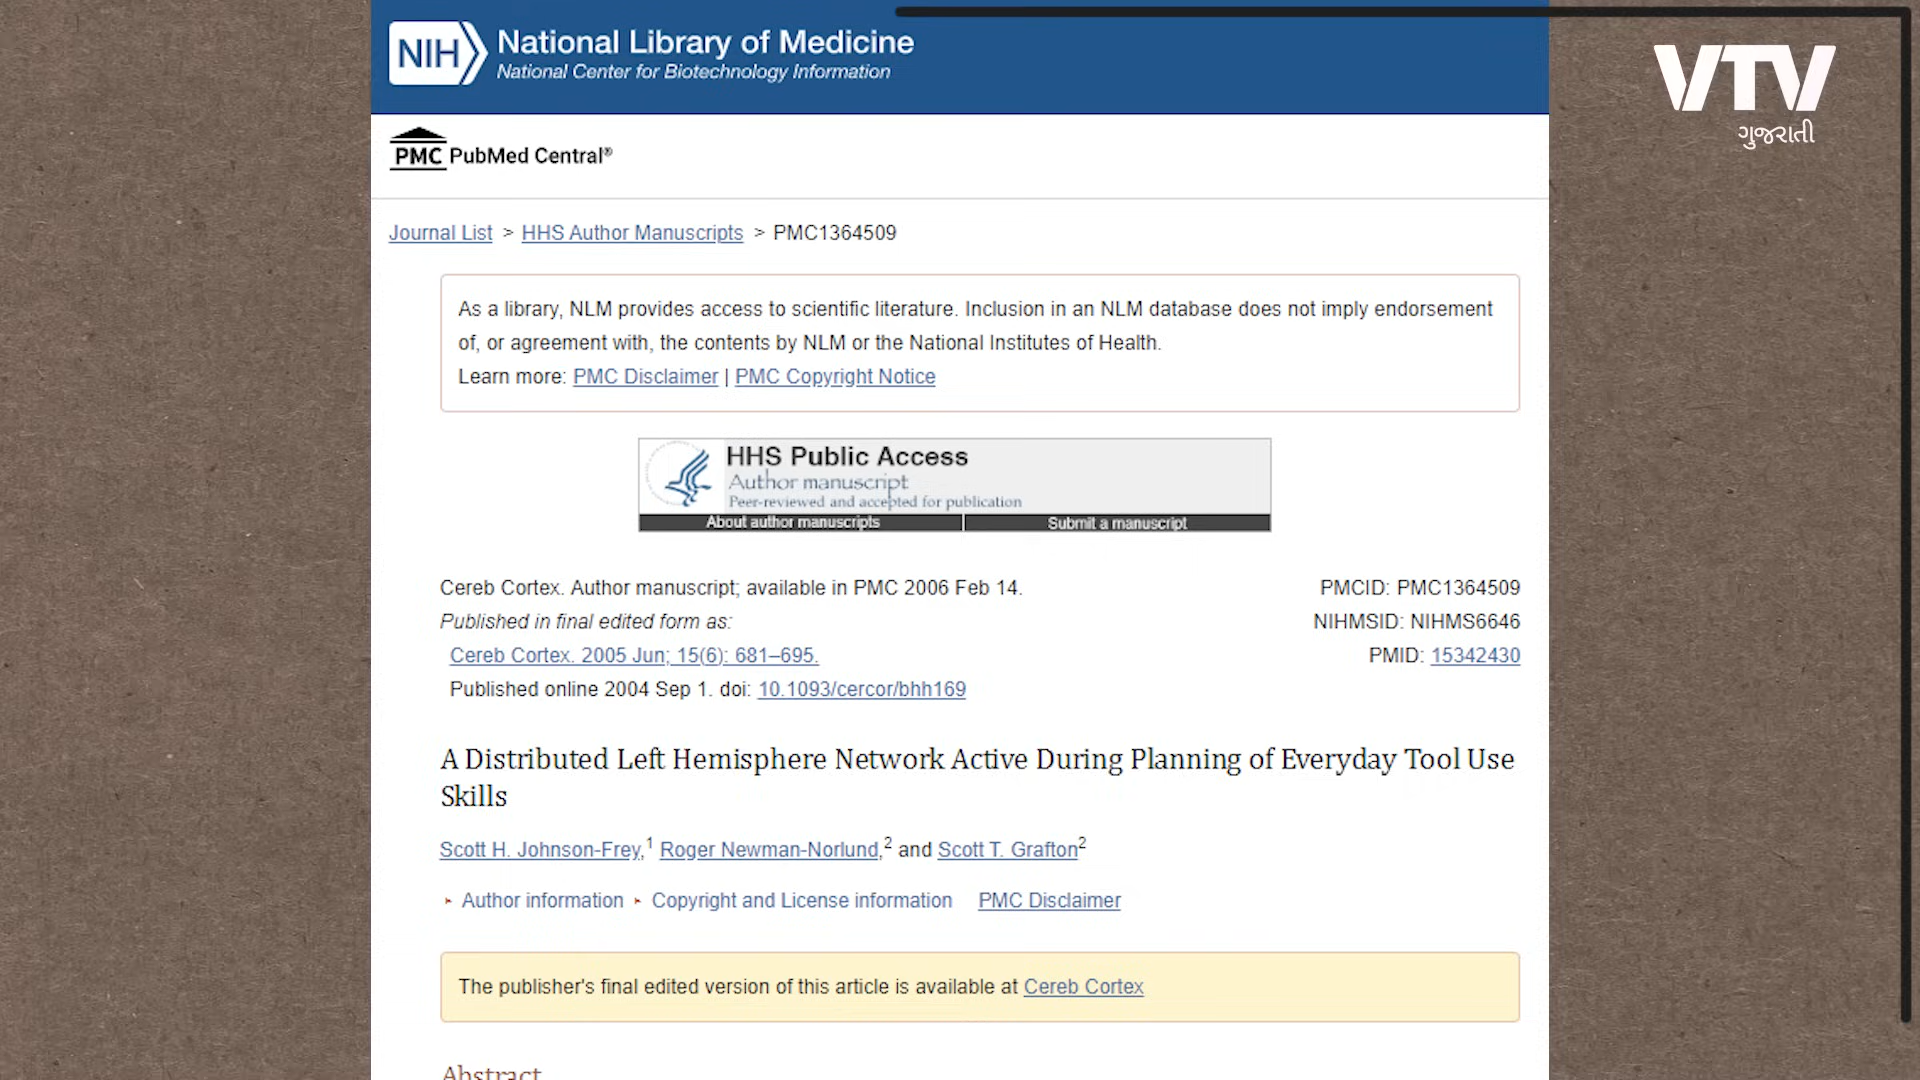 NIH National Library of Medicine
National Center for Biotechnology Information
VTV
ગુજરાતી
PMC PubMed Central®
Journal List > HHS Author Manuscripts > PMC1364509
As a library, NLM provides access to scientific literature. Inclusion in an NLM database does not imply endorsement
of, or agreement with, the contents by NLM or the National Institutes of Health.
Learn more: PMC Disclaimer | PMC Copyright Notice
HHS Public Access
Author manuscript
Peer-reviewed and accepted for publication
About author manuscripts Submit a manuscript
Cereb Cortex. Author manuscript; available in PMC 2006 Feb 14.
Published in final edited form as:
Cereb Cortex. 2005 Jun; 15(6): 681–695.
Published online 2004 Sep 1. doi: 10.1093/cercor/bhh169
PMCID: PMC1364509
NIHMSID: NIHMS6646
PMID: 15342430
A Distributed Left Hemisphere Network Active During Planning of Everyday Tool Use
Skills
Scott H. Johnson-Frey,1 Roger Newman-Norlund,2 and Scott T. Grafton2
▸ Author information ▸ Copyright and License information PMC Disclaimer
The publisher's final edited version of this article is available at Cereb Cortex
Abstract